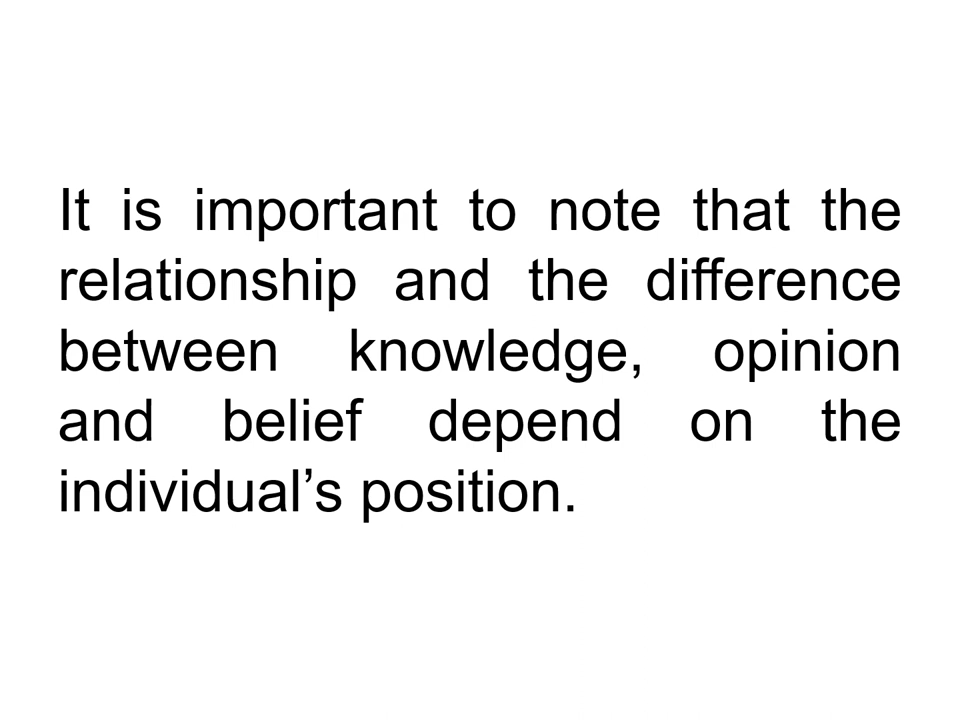 It is important to note that the
relationship and the difference
between knowledge, opinion
and belief depend on the
individual’s position.